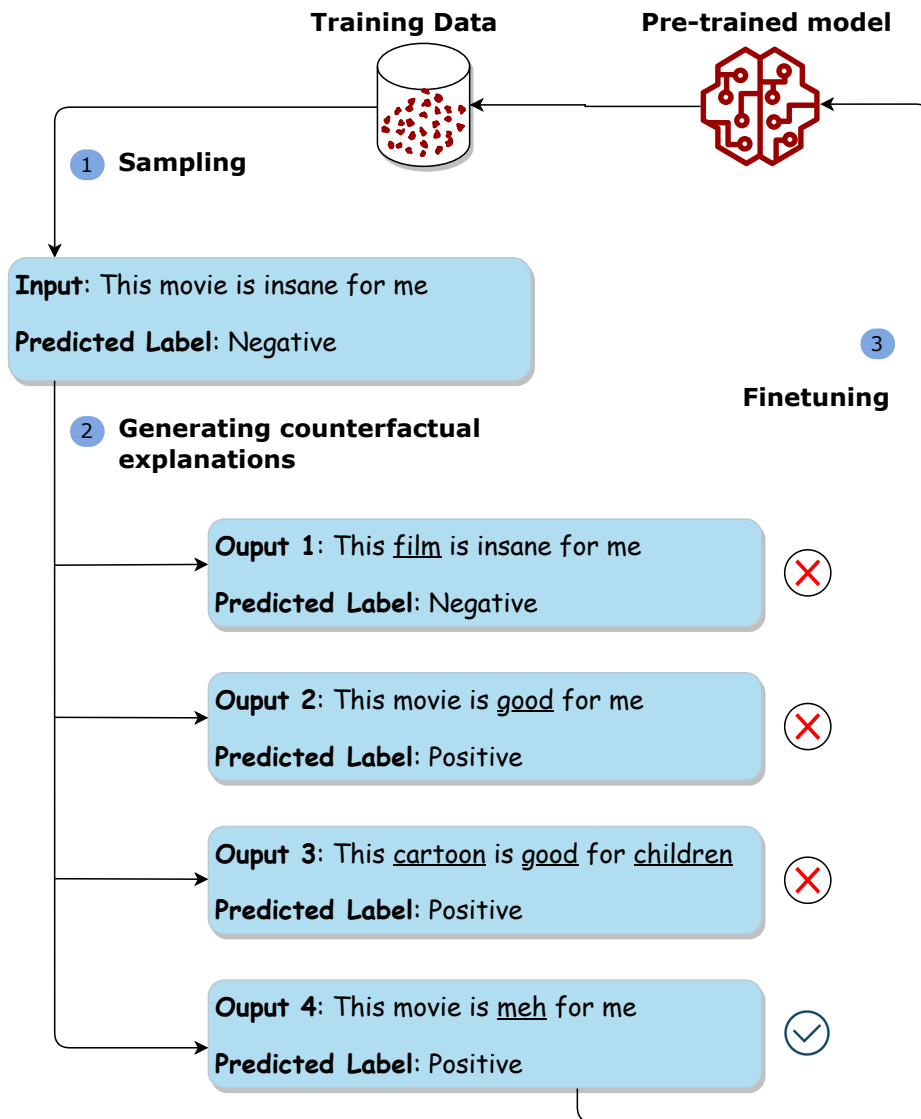 Training Data
Pre-trained model
1 Sampling
Input: This movie is insane for me
Predicted Label: Negative
3
Finetuning
2 Generating counterfactual
explanations
Ouput 1: This film is insane for me
Predicted Label: Negative
Ouput 2: This movie is good for me
Predicted Label: Positive
Ouput 3: This cartoon is good for children
Predicted Label: Positive
Ouput 4: This movie is meh for me
Predicted Label: Positive